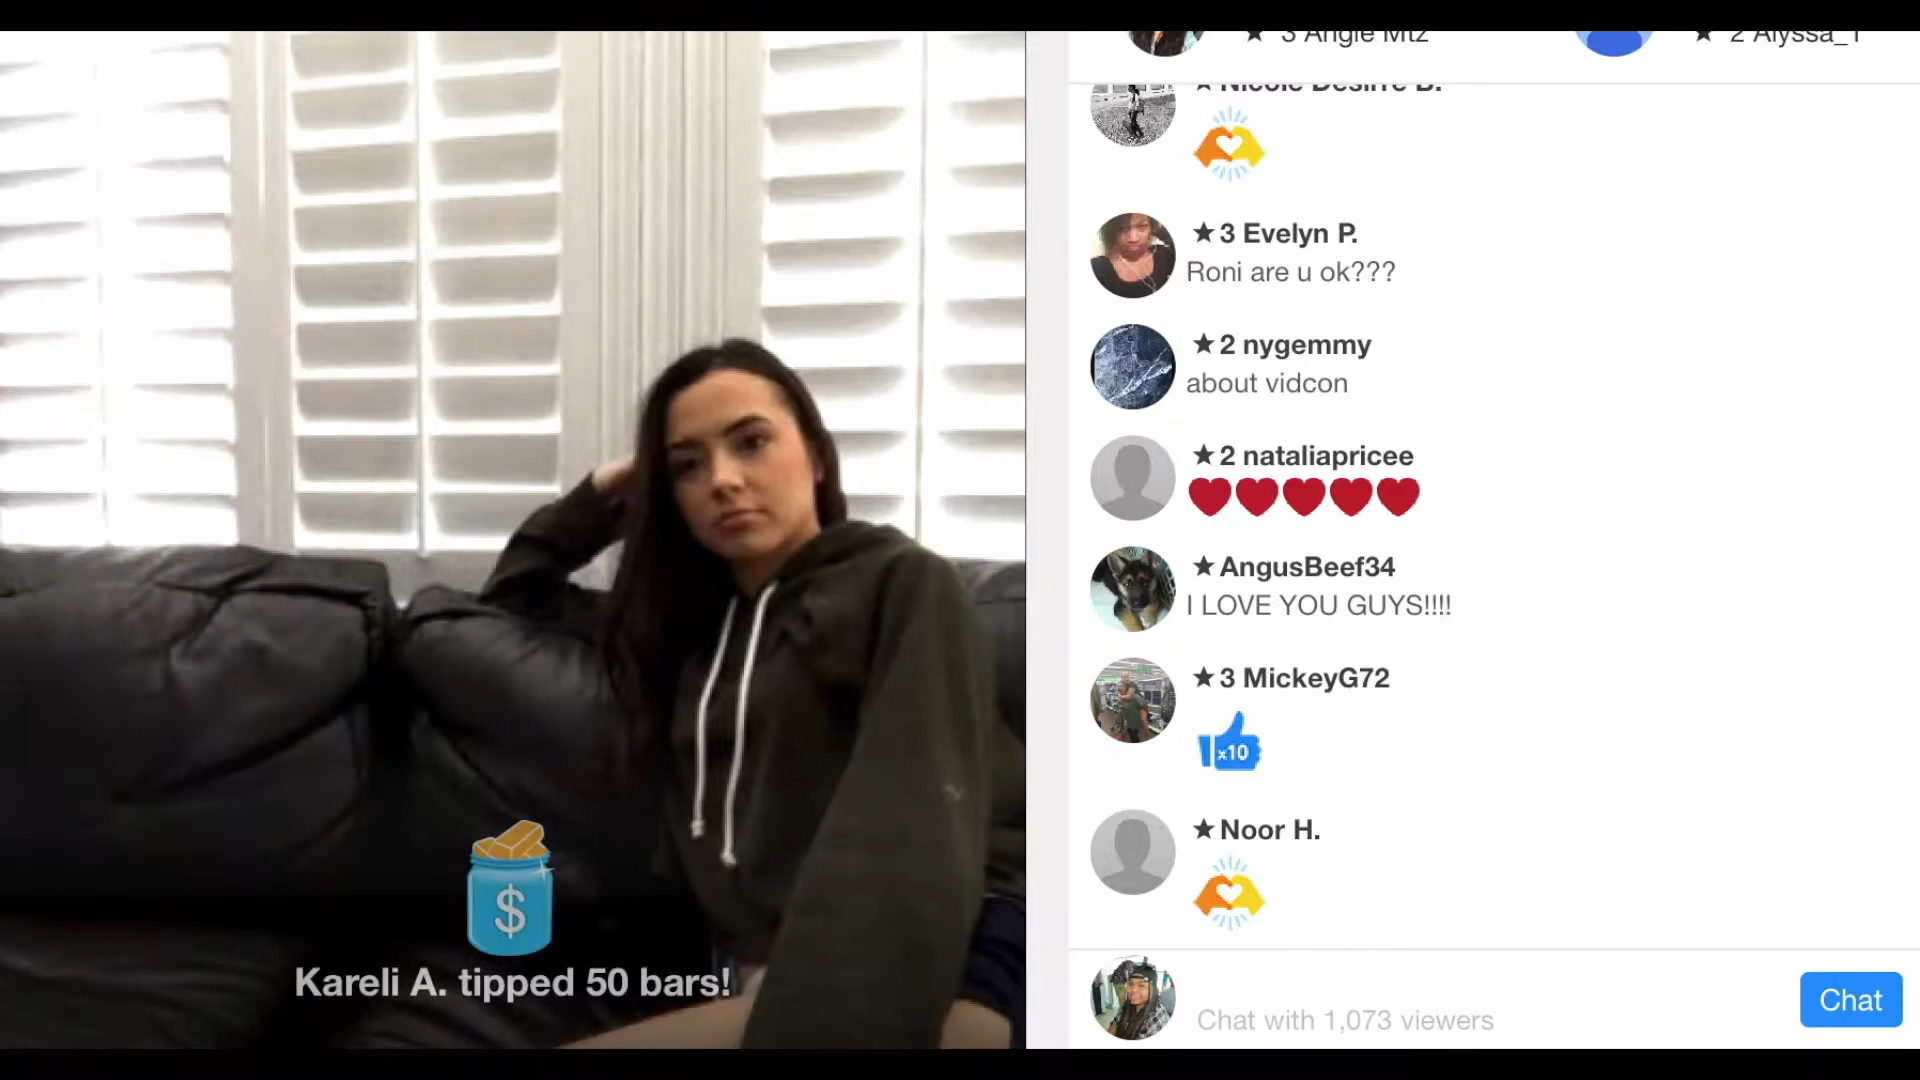 ★ 3 Angie Mtz
★ 2 Alyssa_1
★ Nicole Desirre B.
★3 Evelyn P.
Roni are u ok???
★2 nygemmy
about vidcon
★2 nataliapricee
★AngusBeef34
I LOVE YOU GUYS!!!!
★3 MickeyG72
x10
★Noor H.
$
Kareli A. tipped 50 bars!
Chat with 1,073 viewers
Chat